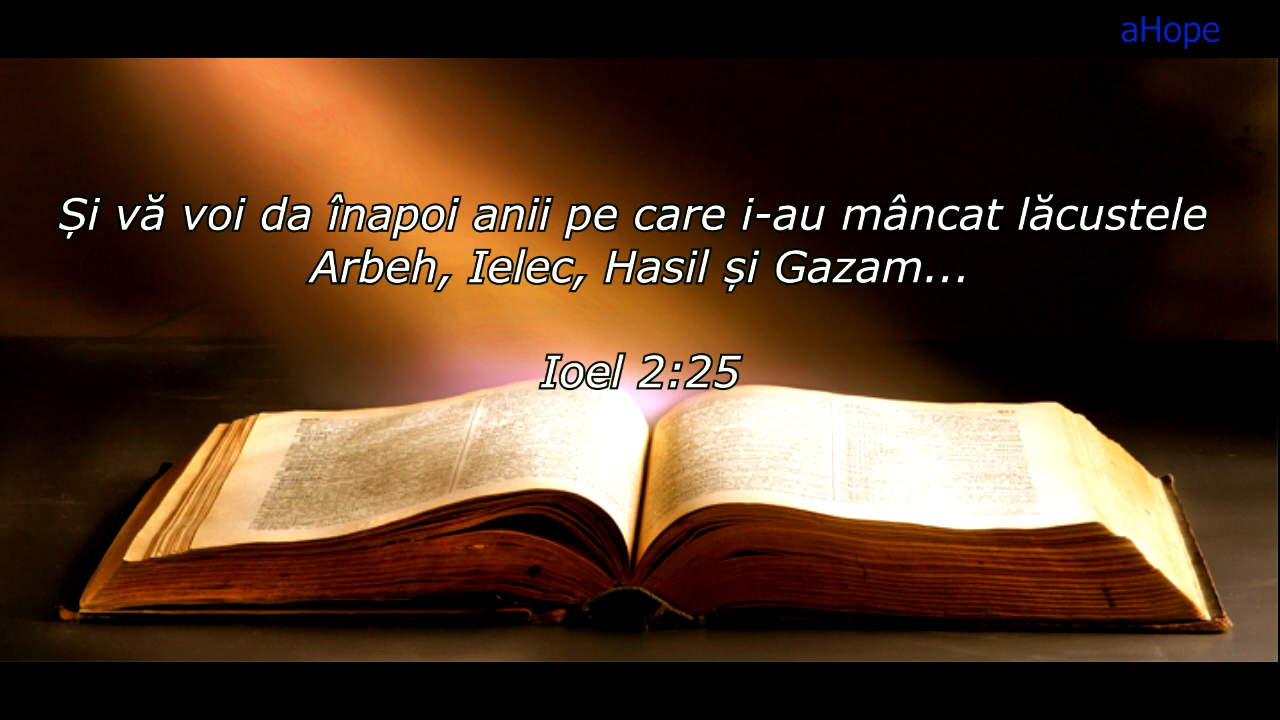 aHope
Și vă voi da înapoi anii pe care i-au mâncat lăcustele
Arbeh, Ielec, Hasil și Gazam...
Ioel 2:25